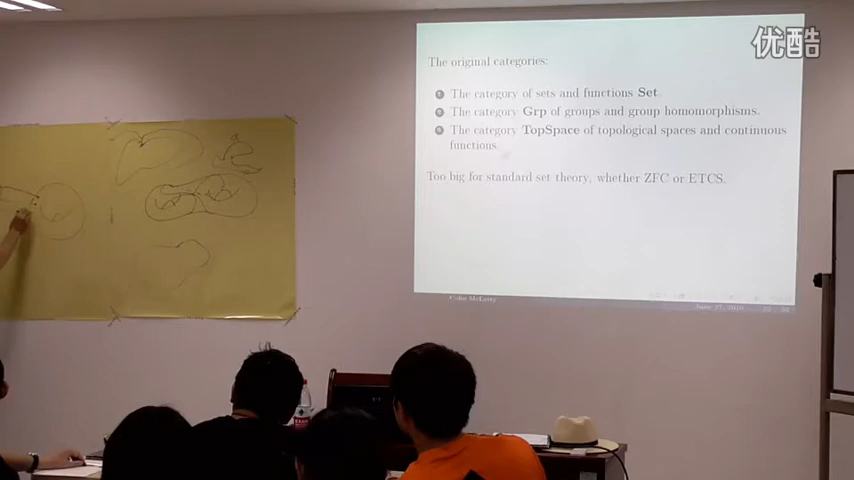 优酷
The original categories:
The category of sets and functions Set.
The category Grp of groups and group homomorphisms.
The category TopSpace of topological spaces and continuous
functions.
Too big for standard set theory, whether ZFC or ETCS.
Colin McLarty